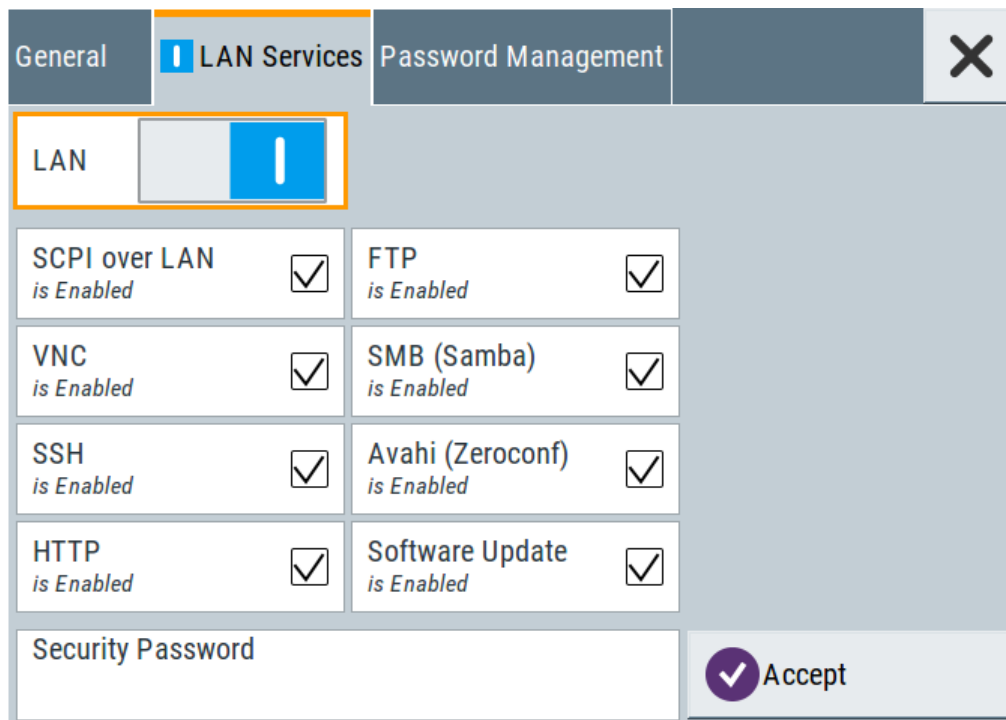 General
LAN Services
Password Management
LAN
SCPI over LAN
is Enabled
FTP
is Enabled
VNC
is Enabled
SMB (Samba)
is Enabled
SSH
is Enabled
Avahi (Zeroconf)
is Enabled
HTTP
is Enabled
Software Update
is Enabled
Security Password
Accept